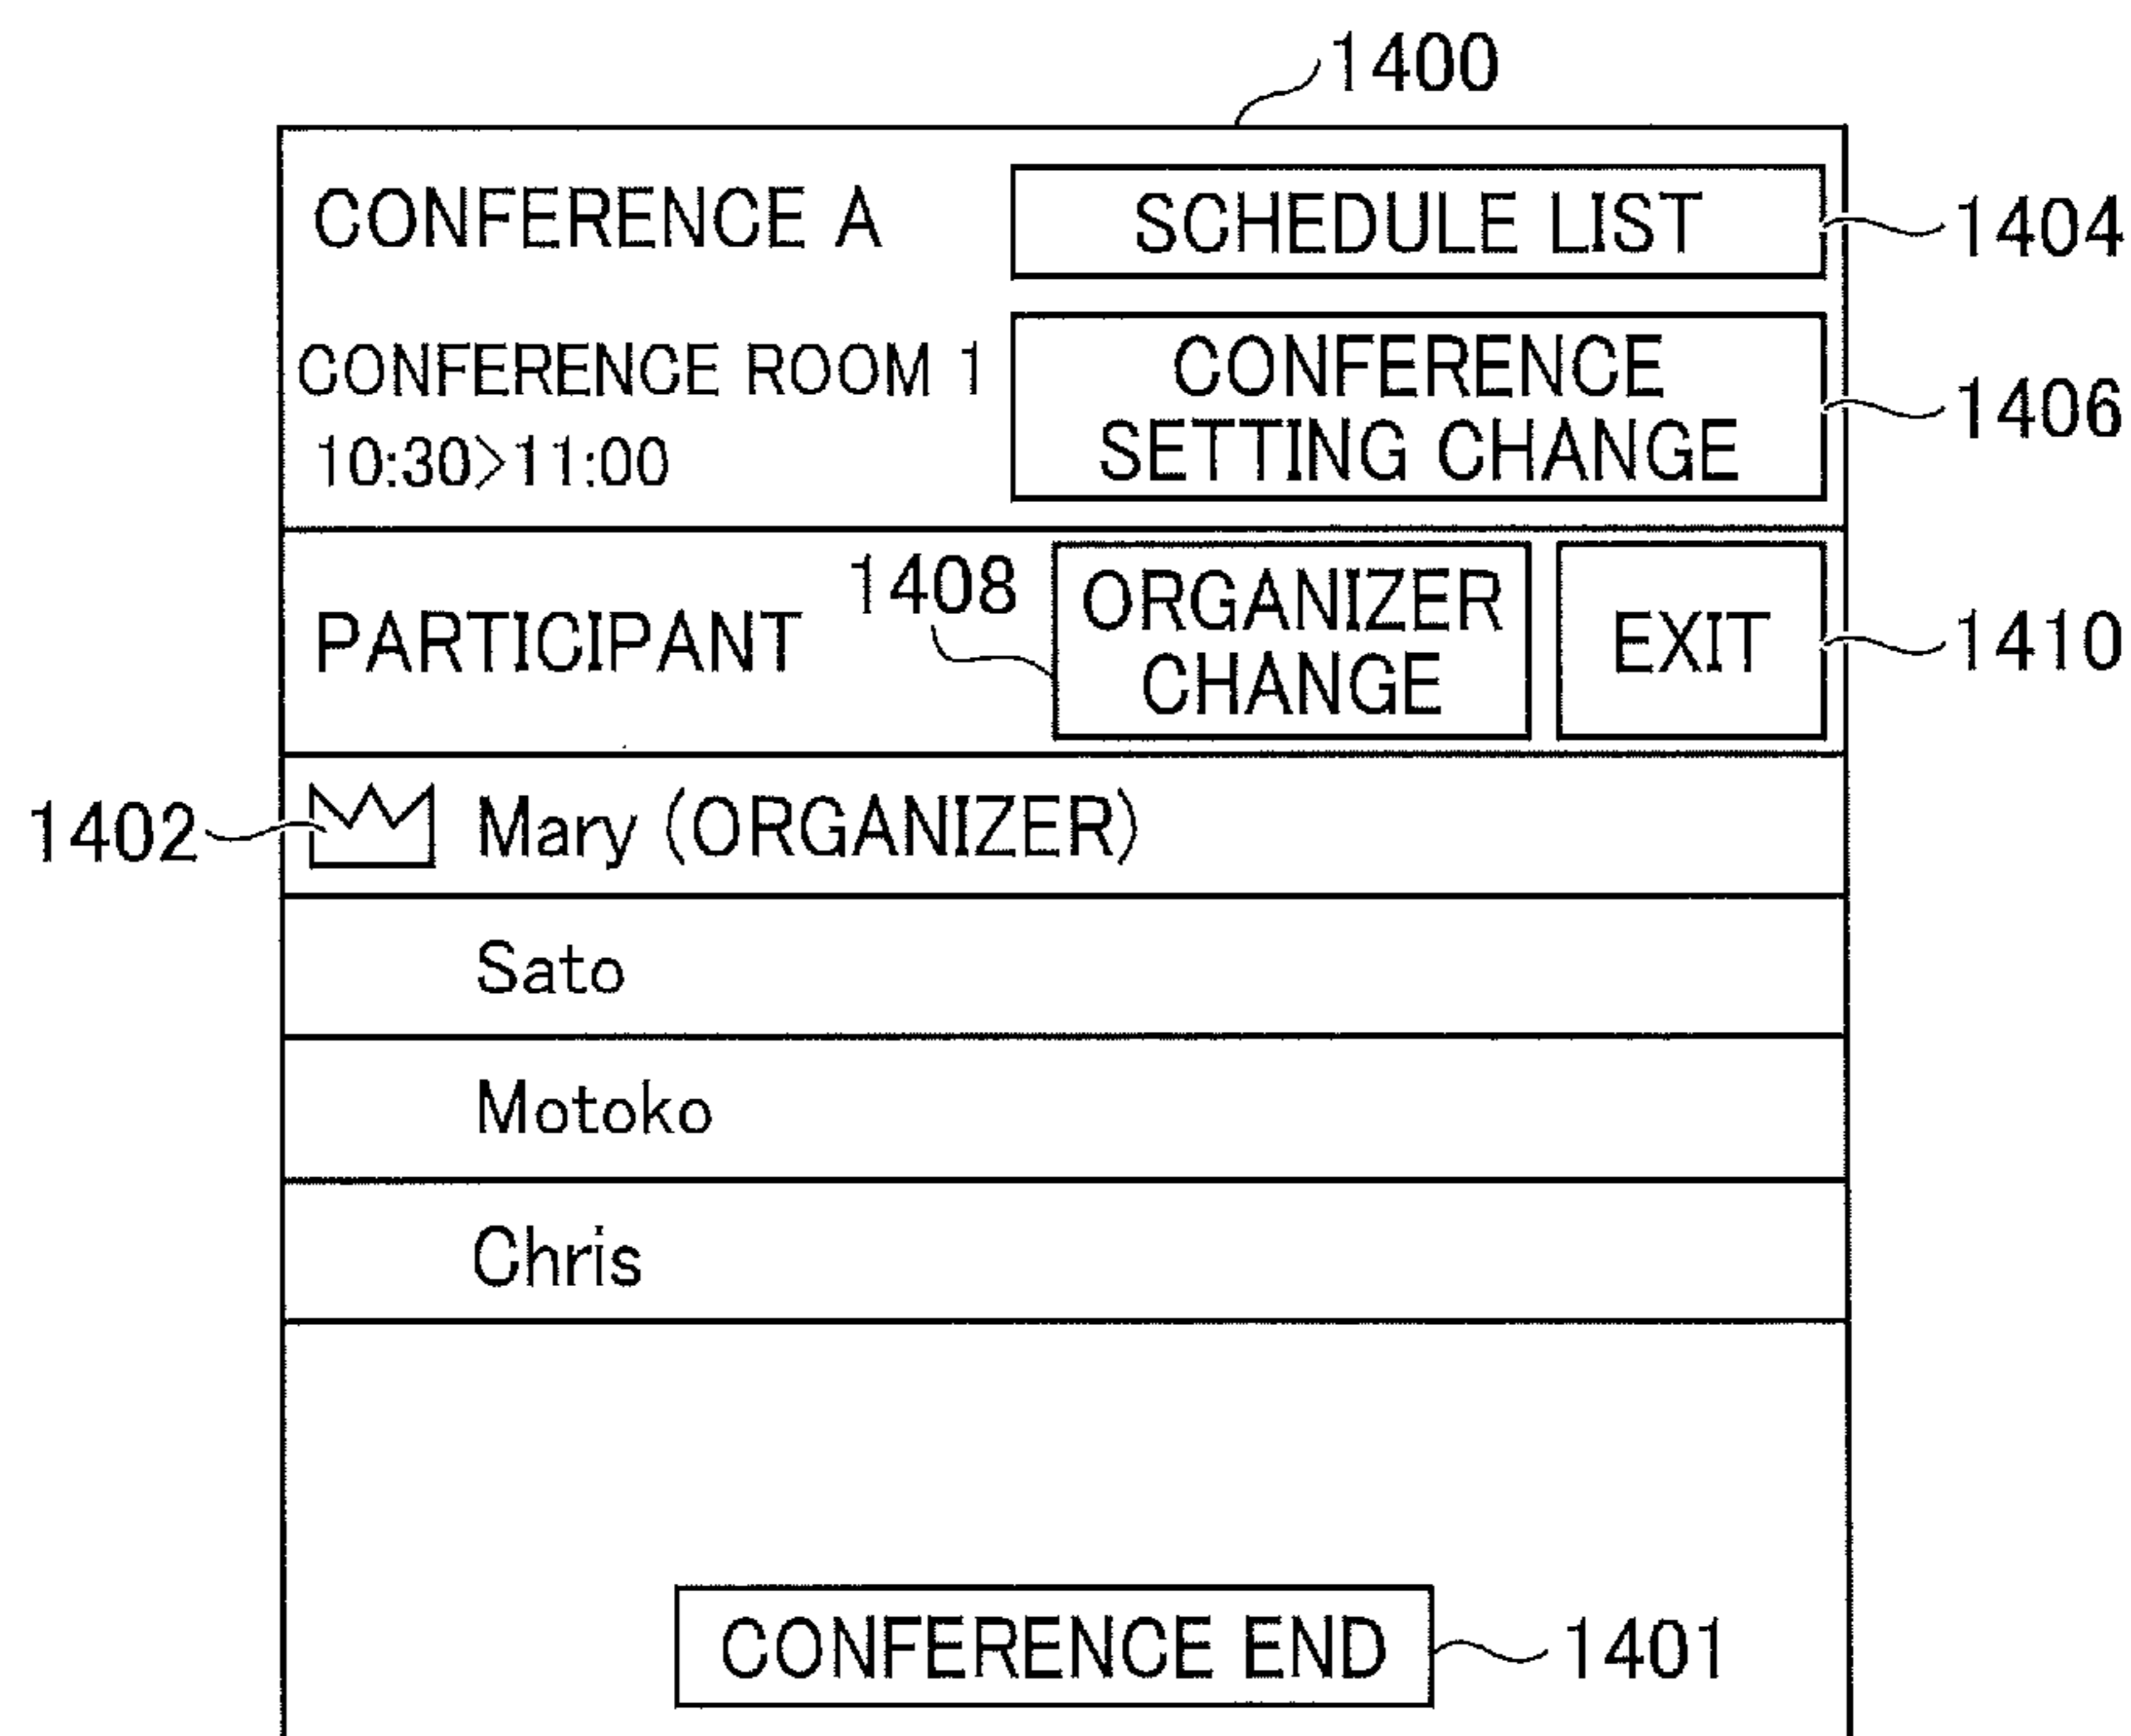 1400
CONFERENCE A
SCHEDULE LIST
1404
CONFERENCE ROOM 1
10:30>11:00
CONFERENCE
SETTING CHANGE
1406
PARTICIPANT
1408
ORGANIZER
CHANGE
EXIT
1410
1402
Mary (ORGANIZER)
Sato
Motoko
Chris
CONFERENCE END
1401